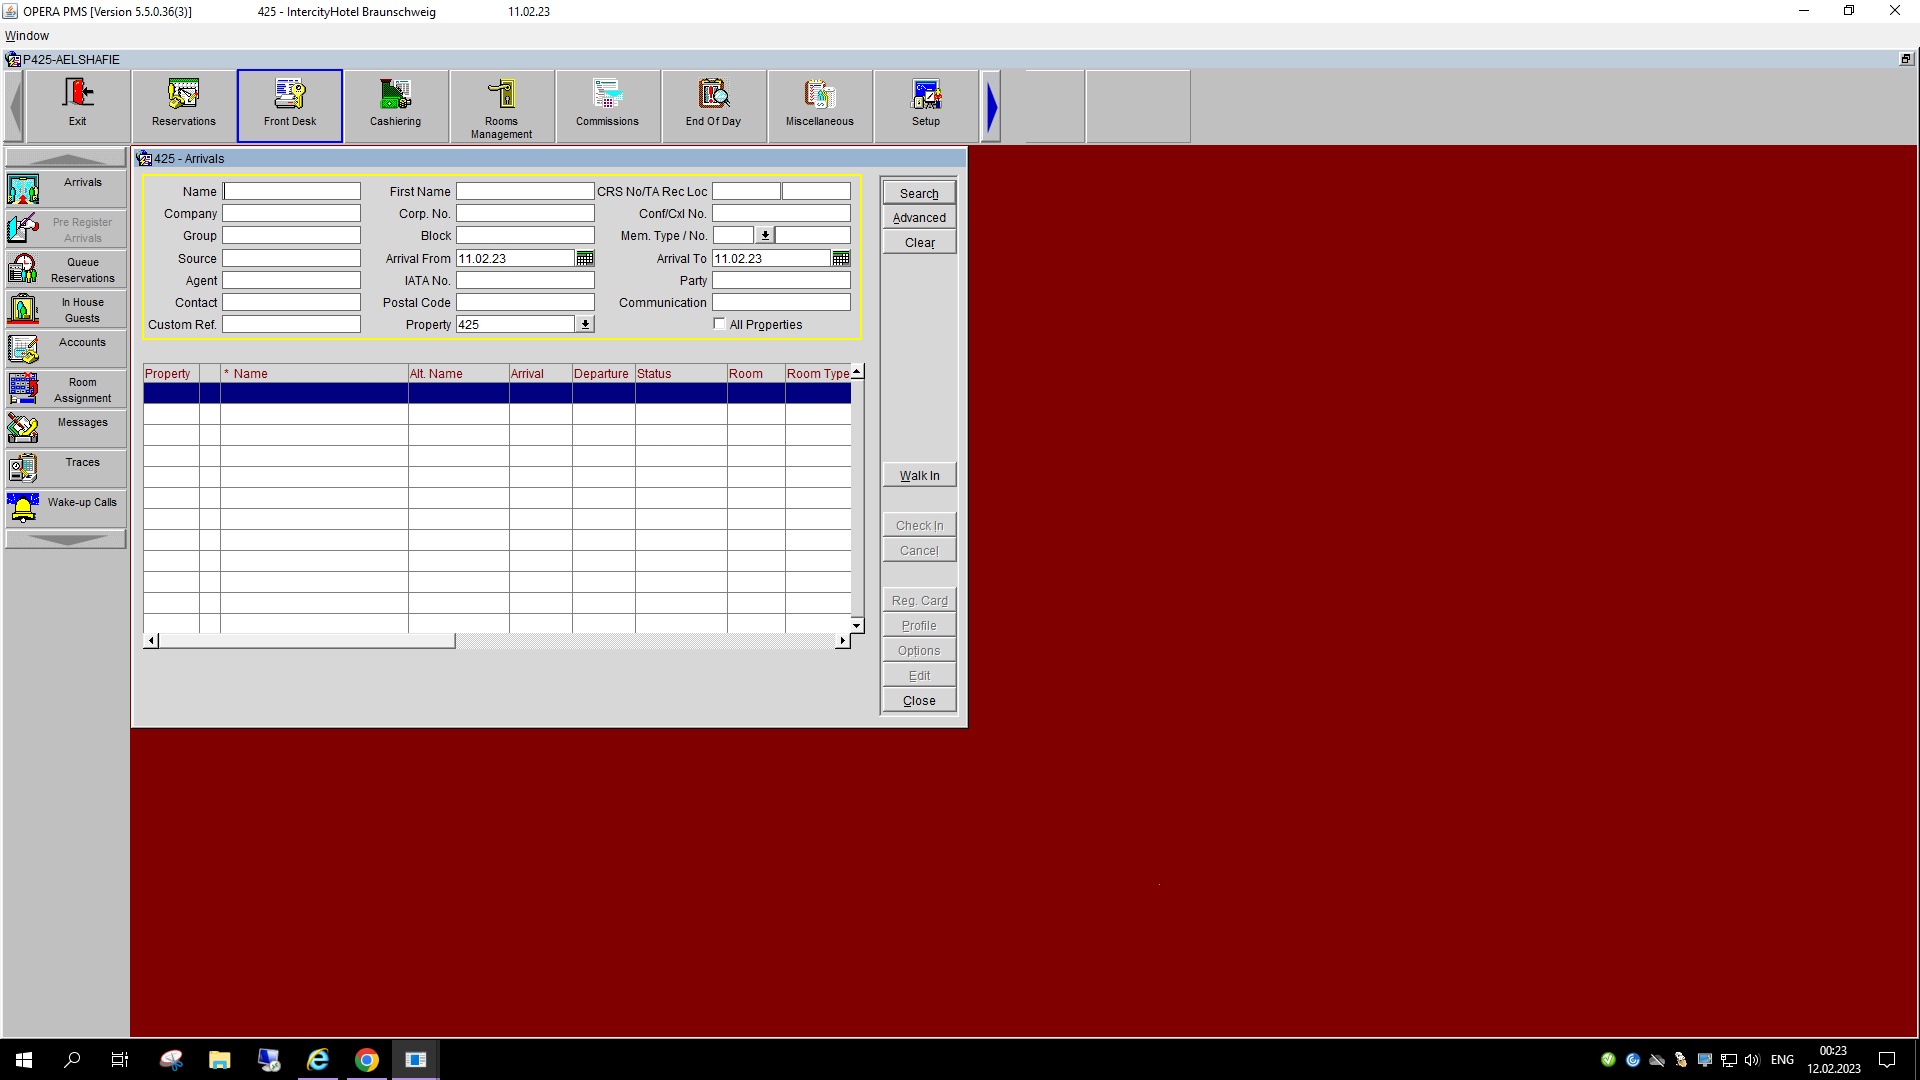 OPERA PMS [Version 5.5.0.36(3)] 425 - IntercityHotel Braunschweig 11.02.23
Window
P425-AELSHAFIE
Exit
Reservations
Front Desk
Cashiering
Rooms
Management
Commissions
End Of Day
Miscellaneous
Setup
Arrivals
Pre Register
Arrivals
Queue
Reservations
In House
Guests
Accounts
Room
Assignment
Messages
Traces
Wake-up Calls
425 - Arrivals
Name First Name CRS No/TA Rec Loc
Company Corp. No. Conf/Cxl No.
Group Block Mem. Type / No.
Source Arrival From 11.02.23 Arrival To 11.02.23
Agent IATA No. Party
Contact Postal Code Communication
Custom Ref. Property 425 All Properties
Property * Name Alt. Name Arrival Departure Status Room Room Type
Search
Advanced
Clear
Walk In
Check In
Cancel
Reg. Card
Profile
Options
Edit
Close
ENG
00:23
12.02.2023